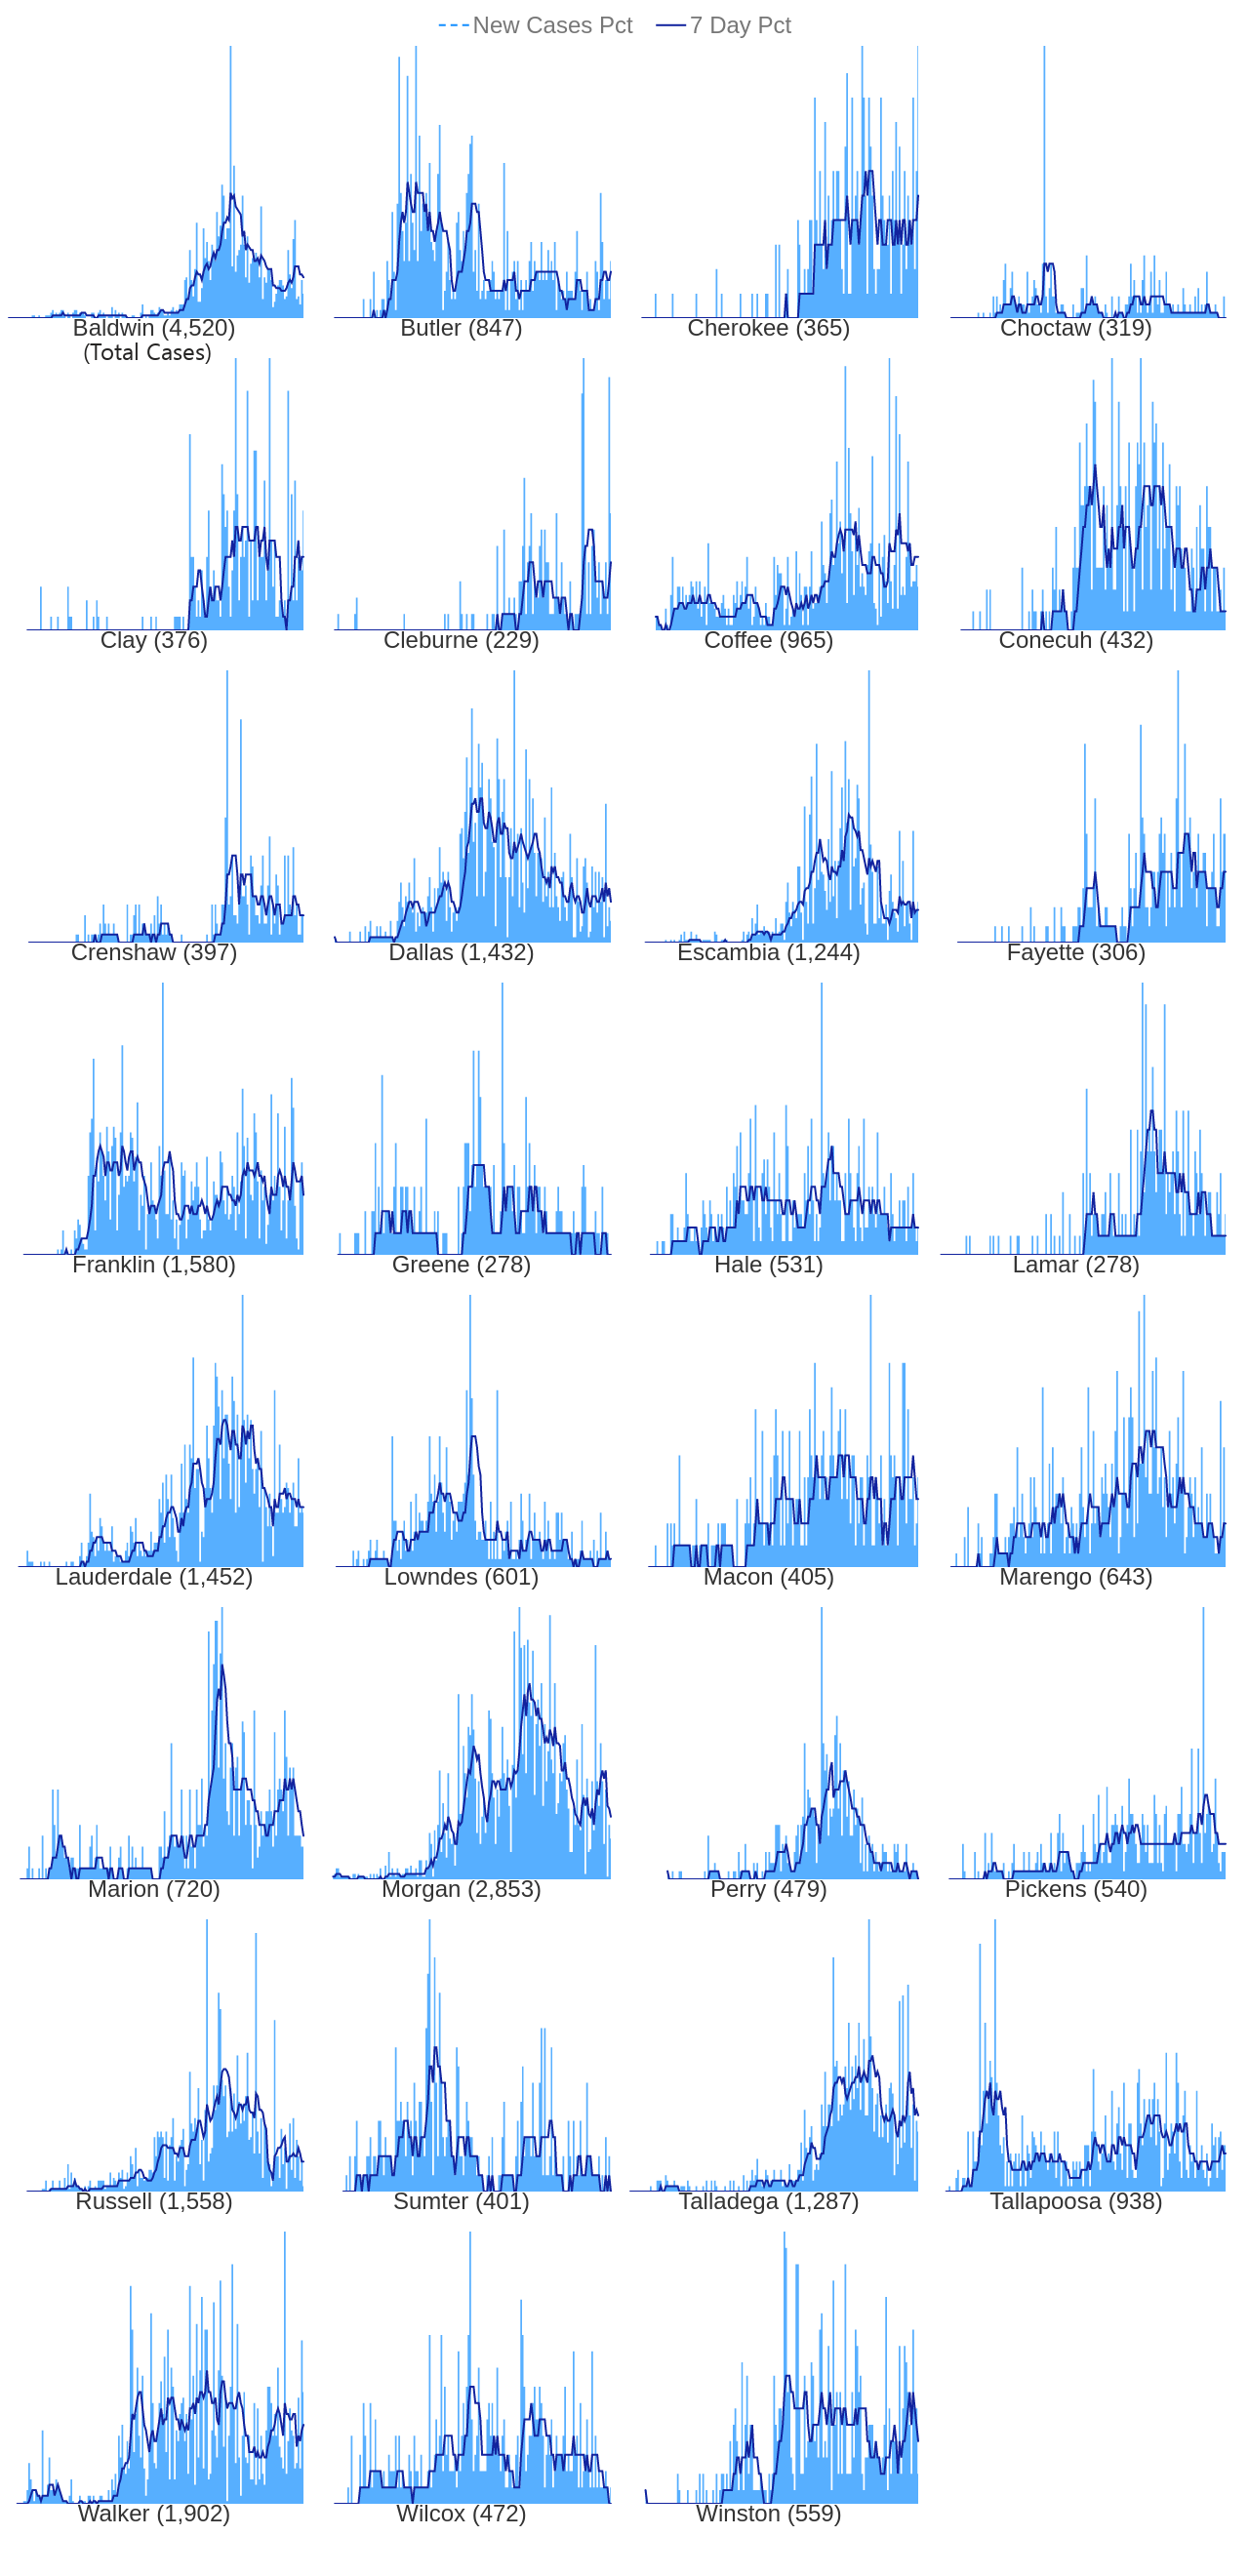 New Cases Pct 7 Day Pct
Baldwin (4,520) Butler (847) Cherokee (365) Choctaw (319)
(Total Cases)
Clay (376) Cleburne (229) Coffee (965) Conecuh (432)
Crenshaw (397) Dallas (1,432) Escambia (1,244) Fayette (306)
Franklin (1,580) Greene (278) Hale (531) Lamar (278)
Lauderdale (1,452) Lowndes (601) Macon (405) Marengo (643)
Marion (720) Morgan (2,853) Perry (479) Pickens (540)
Russell (1,558) Sumter (401) Talladega (1,287) Tallapoosa (938)
Walker (1,902) Wilcox (472) Winston (559)